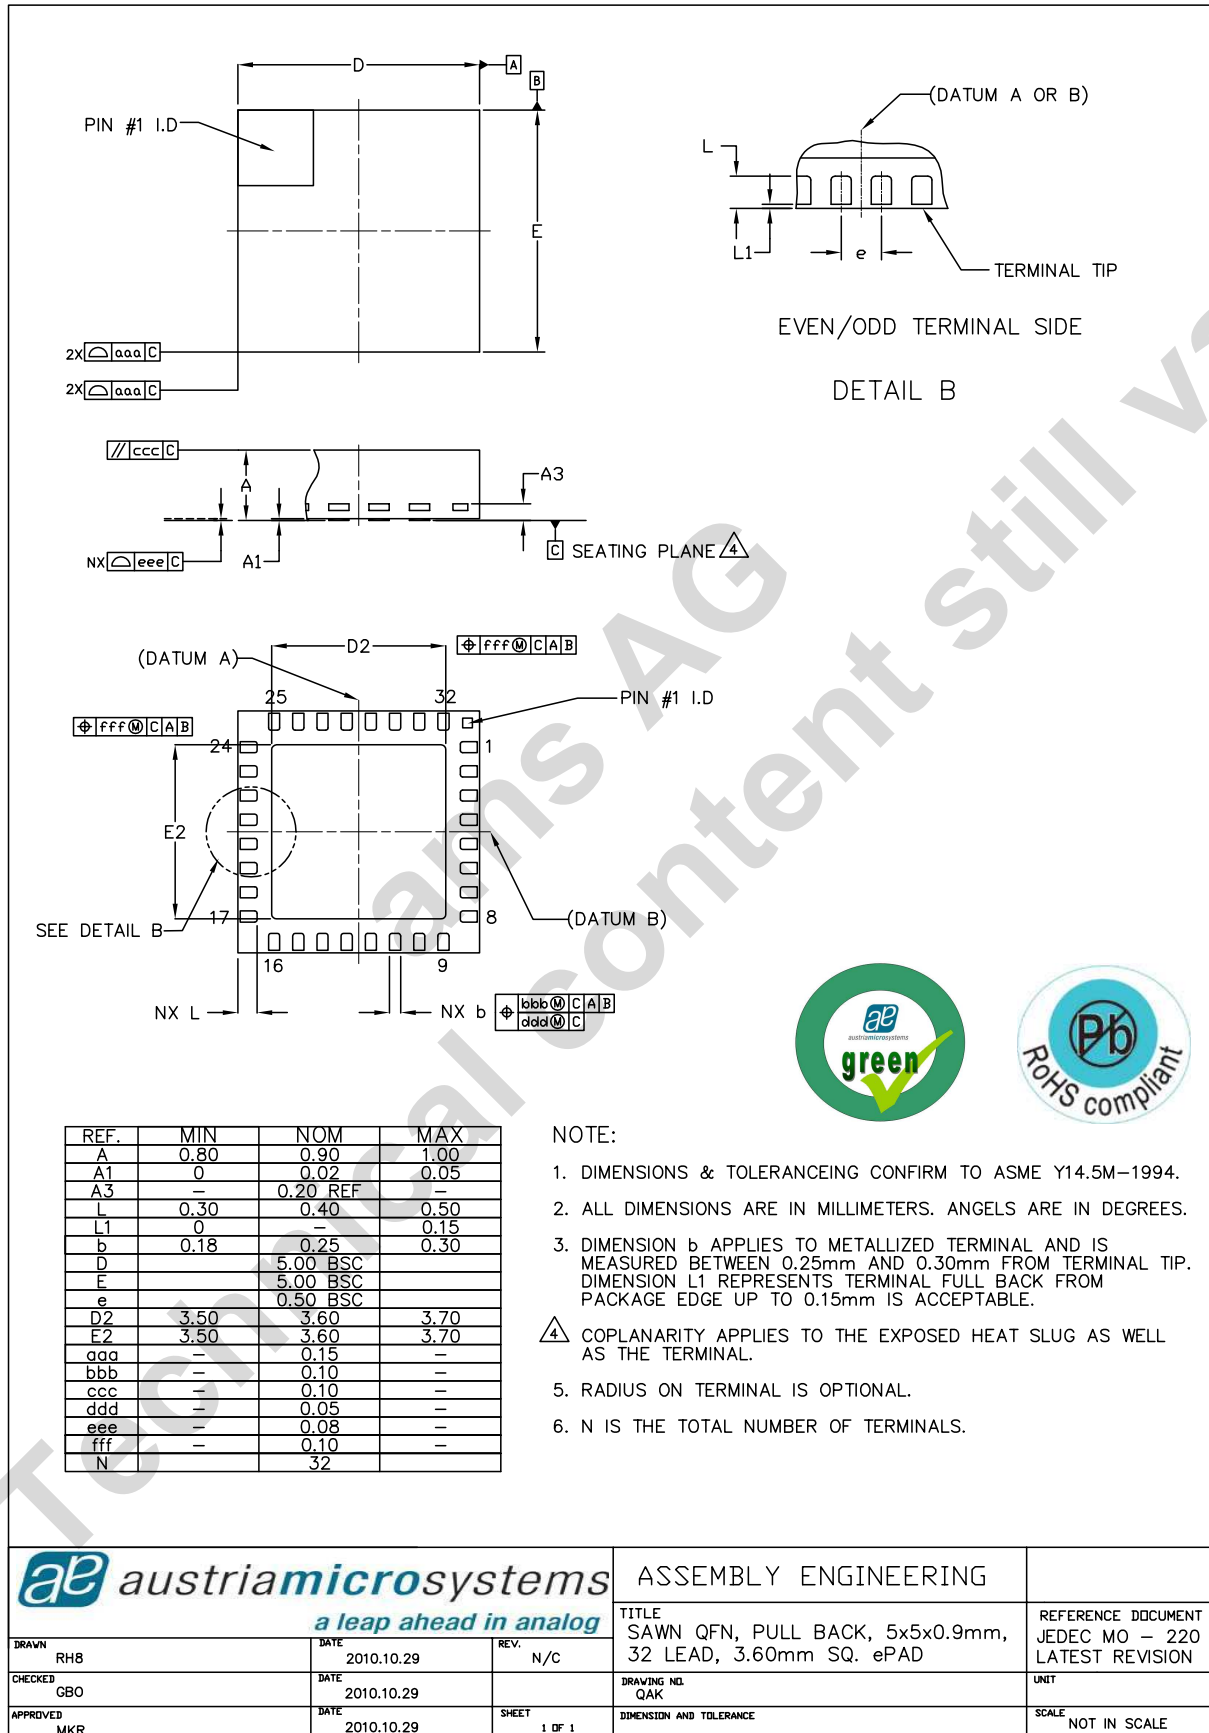 D
A
B
PIN #1 I.D
E
2X aaa C
2X aaa C
(DATUM A OR B)
L
L1
e
TERMINAL TIP
EVEN/ODD TERMINAL SIDE
DETAIL B
// ccc C
A
A3
NX eee C
A1
C SEATING PLANE 4
(DATUM A)
D2
fff Ⓜ C A B
25
32
PIN #1 I.D
fff Ⓜ C A B
24
1
E2
SEE DETAIL B
17
8
(DATUM B)
16
9
NX L
NX b
bbb Ⓜ C A B
ddd Ⓜ C
austriamicrosystems
green
Pb
RoHS compliant
REF. MIN NOM MAX
A 0.80 0.90 1.00
A1 0 0.02 0.05
A3 – 0.20 REF –
L 0.30 0.40 0.50
L1 0 – 0.15
b 0.18 0.25 0.30
D 5.00 BSC
E 5.00 BSC
e 0.50 BSC
D2 3.50 3.60 3.70
E2 3.50 3.60 3.70
aaa – 0.15 –
bbb – 0.10 –
ccc – 0.10 –
ddd – 0.05 –
eee – 0.08 –
fff – 0.10 –
N 32
NOTE:
1. DIMENSIONS & TOLERANCEING CONFIRM TO ASME Y14.5M–1994.
2. ALL DIMENSIONS ARE IN MILLIMETERS. ANGELS ARE IN DEGREES.
3. DIMENSION b APPLIES TO METALLIZED TERMINAL AND IS
MEASURED BETWEEN 0.25mm AND 0.30mm FROM TERMINAL TIP.
DIMENSION L1 REPRESENTS TERMINAL FULL BACK FROM
PACKAGE EDGE UP TO 0.15mm IS ACCEPTABLE.
4 COPLANARITY APPLIES TO THE EXPOSED HEAT SLUG AS WELL
AS THE TERMINAL.
5. RADIUS ON TERMINAL IS OPTIONAL.
6. N IS THE TOTAL NUMBER OF TERMINALS.
ams AG
Technical content still va
ae austriamicrosystems
a leap ahead in analog
ASSEMBLY ENGINEERING
TITLE
SAWN QFN, PULL BACK, 5x5x0.9mm,
32 LEAD, 3.60mm SQ. ePAD
REFERENCE DOCUMENT
JEDEC MO – 220
LATEST REVISION
DRAWN
RHB
DATE
2010.10.29
REV.
N/C
CHECKED
GBO
DATE
2010.10.29
DRAWING NO.
QAK
UNIT
APPROVED
MKR
DATE
2010.10.29
SHEET
1 OF 1
DIMENSION AND TOLERANCE
SCALE
NOT IN SCALE